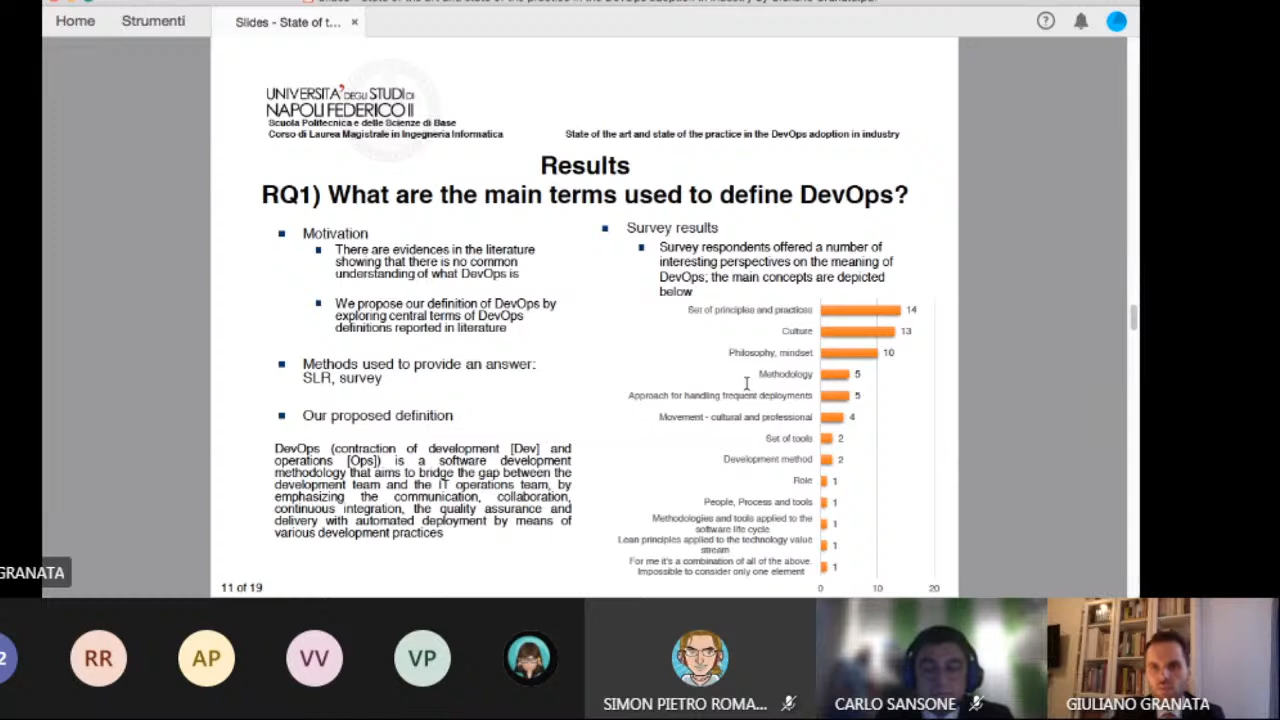 Home Strumenti Slides - State of t... ×
UNIVERSITA' DEGLI STUDI DI
NAPOLI FEDERICO II
Scuola Politecnica e delle Scienze di Base
Corso di Laurea Magistrale in Ingegneria Informatica
State of the art and state of the practice in the DevOps adoption in industry
Results
RQ1) What are the main terms used to define DevOps?
Motivation
There are evidences in the literature
showing that there is no common
understanding of what DevOps is
We propose our definition of DevOps by
exploring central terms of DevOps
definitions reported in literature
Methods used to provide an answer:
SLR, survey
Our proposed definition
DevOps (contraction of development [Dev] and
operations [Ops]) is a software development
methodology that aims to bridge the gap between the
development team and the IT operations team, by
emphasizing the communication, collaboration,
continuous integration, the quality assurance and
delivery with automated deployment by means of
various development practices
Survey results
Survey respondents offered a number of
interesting perspectives on the meaning of
DevOps; the main concepts are depicted
below
Set of principles and practices 14
Culture 13
Philosophy, mindset 10
Methodology 5
Approach for handling frequent deployments 5
Movement - cultural and professional 4
Set of tools 2
Development method 2
Role 1
People, Process and tools 1
Methodologies and tools applied to the
software life cycle 1
Lean principles applied to the technology value
stream 1
For me it's a combination of all of the above.
Impossible to consider only one element 1
0 10 20
11 of 19
GRANATA
2 RR AP VV VP
SIMON PIETRO ROMA... CARLO SANSONE GIULIANO GRANATA